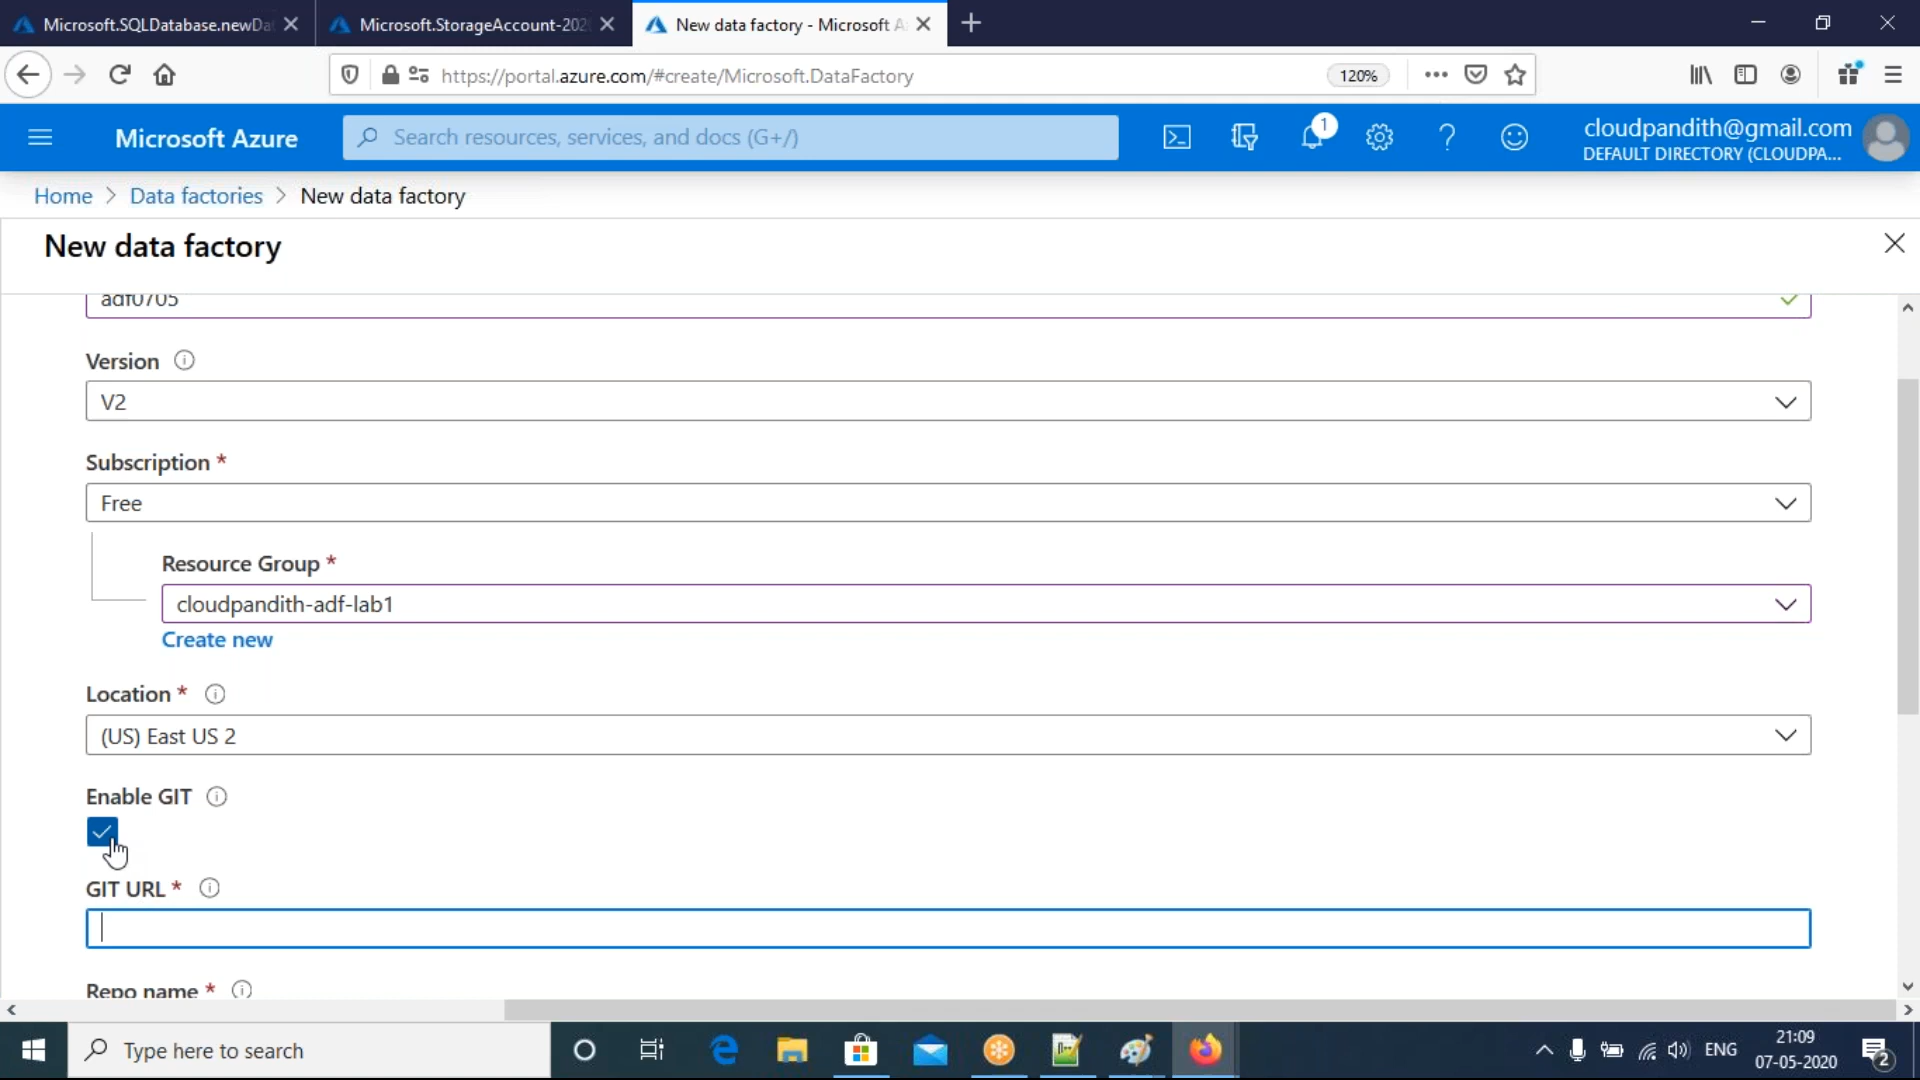 Microsoft.SQLDatabase.newDa
Microsoft.StorageAccount-202
New data factory - Microsoft A
https://portal.azure.com/#create/Microsoft.DataFactory
120%
Microsoft Azure
Search resources, services, and docs (G+/)
1
cloudpandith@gmail.com
DEFAULT DIRECTORY (CLOUDPA...
Home > Data factories > New data factory
New data factory
adf0705
Version
V2
Subscription *
Free
Resource Group *
cloudpandith-adf-lab1
Create new
Location *
(US) East US 2
Enable GIT
GIT URL *
Repo name *
Type here to search
ENG
21:09
07-05-2020
2